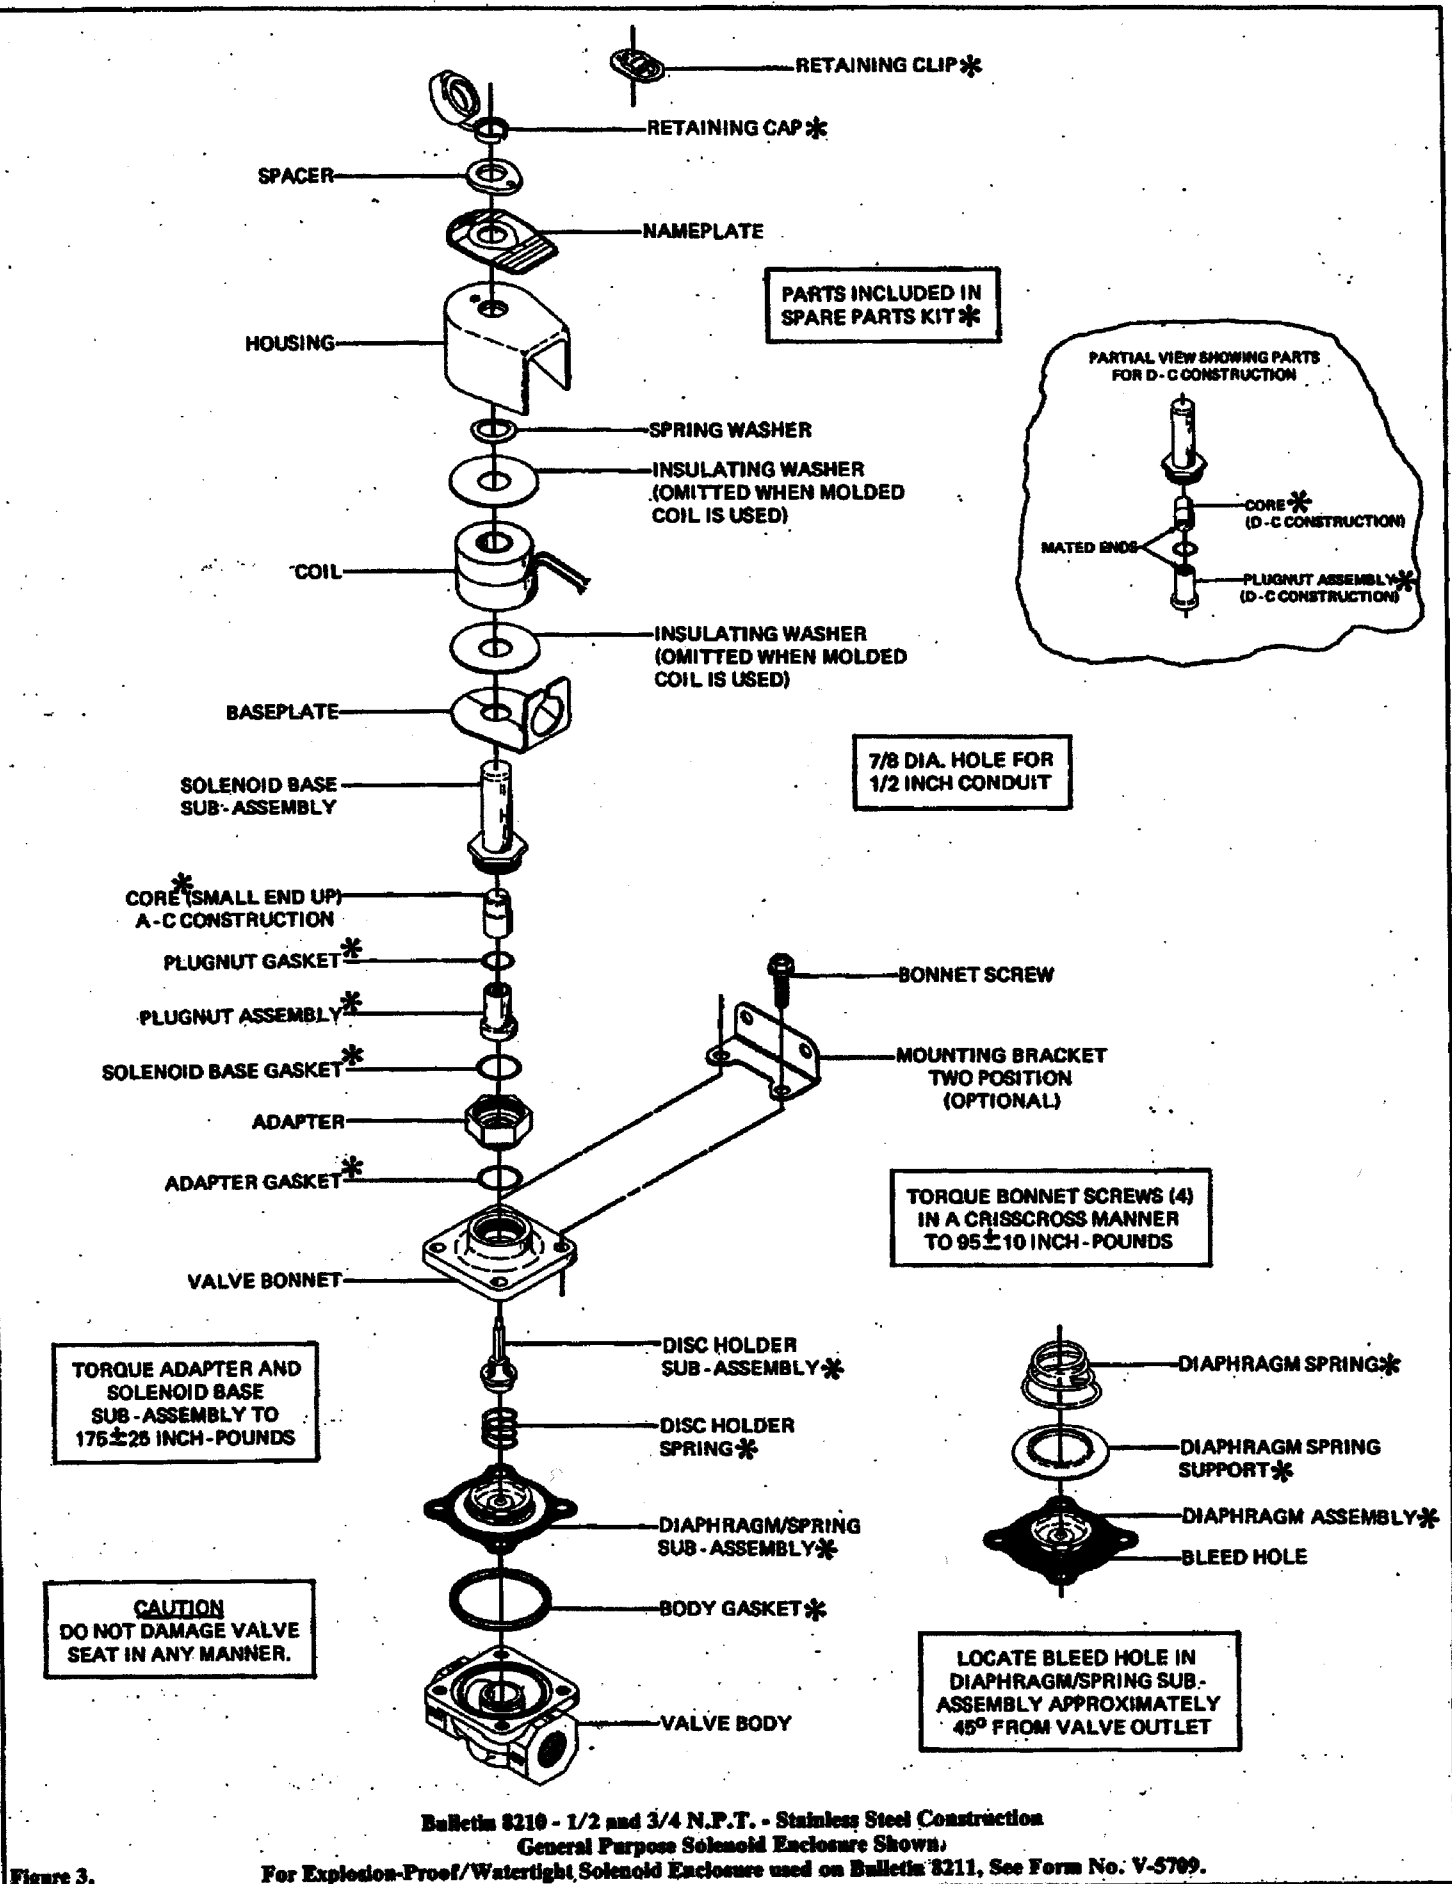 RETAINING CLIP*
RETAINING CAP*
SPACER
NAMEPLATE
PARTS INCLUDED IN
SPARE PARTS KIT*
HOUSING
PARTIAL VIEW SHOWING PARTS
FOR D-C CONSTRUCTION
SPRING WASHER
INSULATING WASHER
(OMITTED WHEN MOLDED
COIL IS USED)
CORE*
(D-C CONSTRUCTION)
MATED ENDS
PLUGNUT ASSEMBLY*
(D-C CONSTRUCTION)
COIL
INSULATING WASHER
(OMITTED WHEN MOLDED
COIL IS USED)
BASEPLATE
7/8 DIA. HOLE FOR
1/2 INCH CONDUIT
SOLENOID BASE
SUB-ASSEMBLY
CORE*(SMALL END UP)
A-C CONSTRUCTION
PLUGNUT GASKET*
BONNET SCREW
PLUGNUT ASSEMBLY*
MOUNTING BRACKET
TWO POSITION
(OPTIONAL)
SOLENOID BASE GASKET*
ADAPTER
ADAPTER GASKET*
TORQUE BONNET SCREWS (4)
IN A CRISSCROSS MANNER
TO 95±10 INCH-POUNDS
VALVE BONNET
DISC HOLDER
SUB-ASSEMBLY*
TORQUE ADAPTER AND
SOLENOID BASE
SUB-ASSEMBLY TO
175±25 INCH-POUNDS
DIAPHRAGM SPRING*
DISC HOLDER
SPRING*
DIAPHRAGM SPRING
SUPPORT*
DIAPHRAGM/SPRING
SUB-ASSEMBLY*
DIAPHRAGM ASSEMBLY*
BLEED HOLE
CAUTION
DO NOT DAMAGE VALVE
SEAT IN ANY MANNER.
BODY GASKET*
LOCATE BLEED HOLE IN
DIAPHRAGM/SPRING SUB-
ASSEMBLY APPROXIMATELY
45° FROM VALVE OUTLET
VALVE BODY
Bulletin 8210 - 1/2 and 3/4 N.P.T. - Stainless Steel Construction
General Purpose Solenoid Enclosure Shown.
For Explosion-Proof/Watertight Solenoid Enclosure used on Bulletin 8211, See Form No. V-5709.
Figure 3.